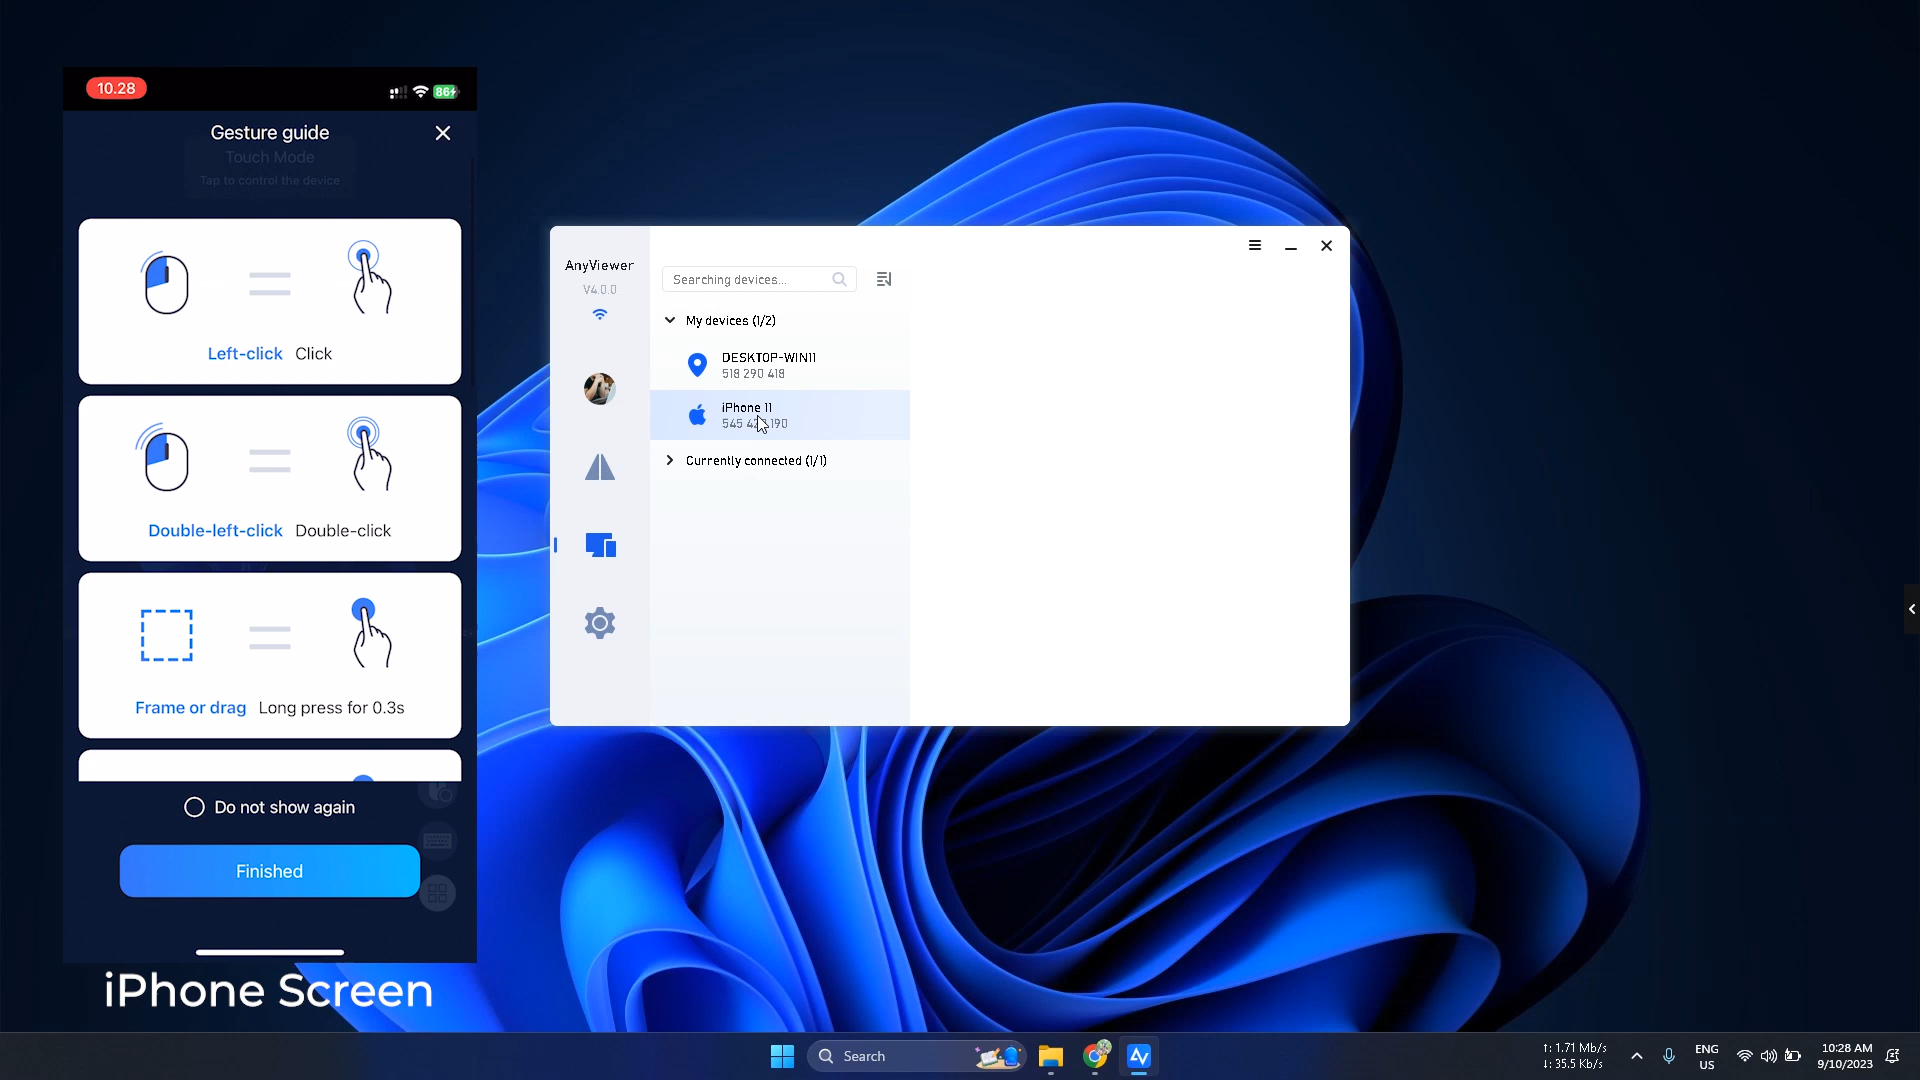 10.28
86
Gesture guide
Touch Mode
Tap to control the device
Left-click Click
Double-left-click Double-click
Frame or drag Long press for 0.3s
Do not show again
Finished
iPhone Screen
AnyViewer
V4.0.0
Searching devices...
My devices (1/2)
DESKTOP-WIN11
518 290 418
iPhone 11
545 190
Currently connected (1/1)
Search
↑: 1.71 Mb/s
↓: 35.5 Kb/s
ENG
US
10:28 AM
9/10/2023